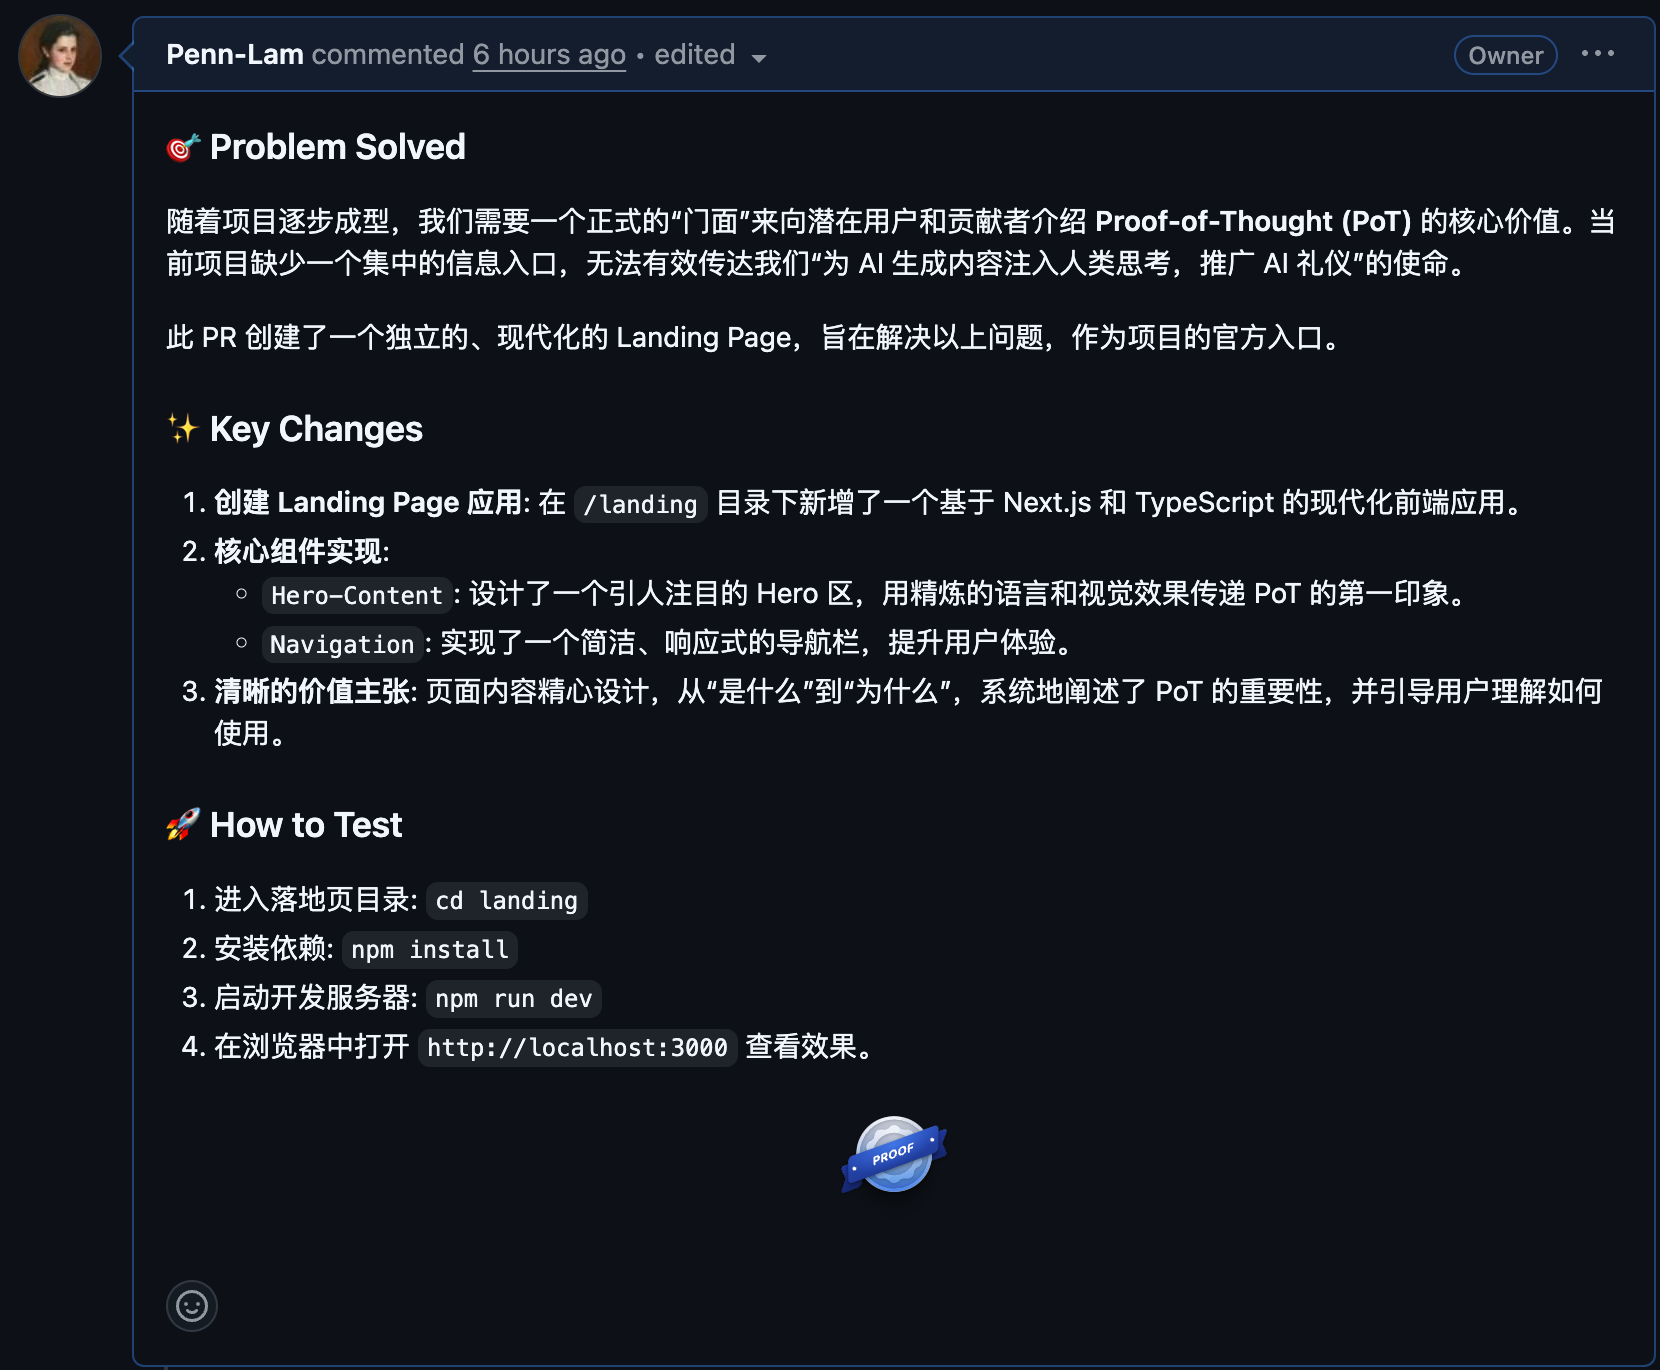 Penn-Lam commented 6 hours ago • edited
Owner
Problem Solved
随着项目逐步成型，我们需要一个正式的“门面”来向潜在用户和贡献者介绍 Proof-of-Thought (PoT) 的核心价值。当
前项目缺少一个集中的信息入口，无法有效传达我们“为 AI 生成内容注入人类思考，推广 AI 礼仪”的使命。
此 PR 创建了一个独立的、现代化的 Landing Page，旨在解决以上问题，作为项目的官方入口。
Key Changes
1. 创建 Landing Page 应用: 在 /landing 目录下新增了一个基于 Next.js 和 TypeScript 的现代化前端应用。
2. 核心组件实现:
Hero-Content: 设计了一个引人注目的 Hero 区，用精炼的语言和视觉效果传递 PoT 的第一印象。
Navigation: 实现了一个简洁、响应式的导航栏，提升用户体验。
3. 清晰的价值主张: 页面内容精心设计，从“是什么”到“为什么”，系统地阐述了 PoT 的重要性，并引导用户理解如何
使用。
How to Test
1. 进入落地页目录: cd landing
2. 安装依赖: npm install
3. 启动开发服务器: npm run dev
4. 在浏览器中打开 http://localhost:3000 查看效果。
PROOF